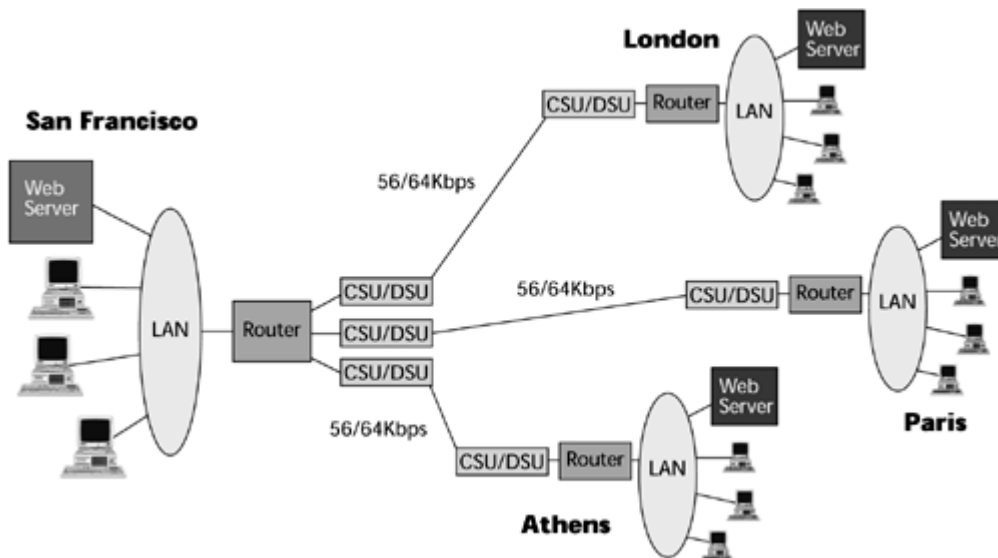 San Francisco
Web
Server
LAN
Router
CSU/DSU
CSU/DSU
CSU/DSU
56/64Kbps
56/64Kbps
56/64Kbps
London
CSU/DSU
Router
LAN
Web
Server
CSU/DSU
Router
LAN
Web
Server
Paris
CSU/DSU
Router
LAN
Web
Server
Athens